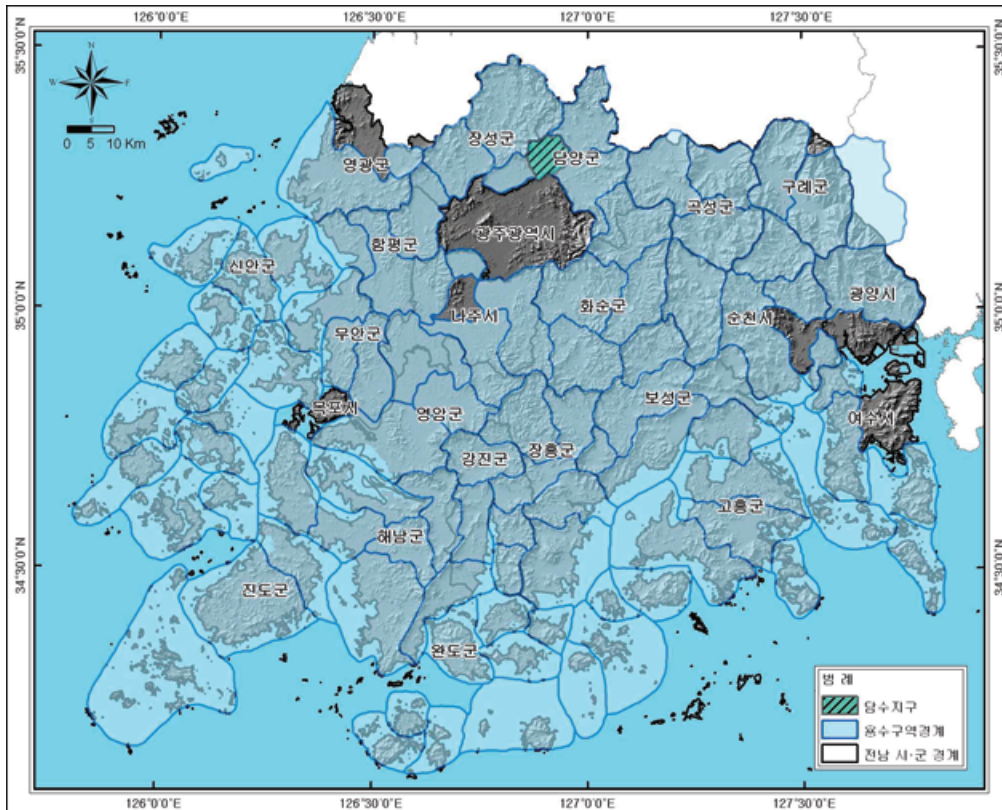 126°0'0"E
126°30'0"E
127°0'0"E
127°30'0"E
35°30'0"N
35°30'0"N
N
W
E
S
0 5 10 Km
장성군
담양군
영광군
곡성군
구례군
광주광역시
함평군
신안군
광양시
화순군
나주시
순천시
무안군
보성군
목포시
영암군
여수시
장흥군
강진군
고흥군
해남군
진도군
완도군
35°0'0"N
35°0'0"N
34°30'0"N
34°30'0"N
범 례
담수지구
용수구역경계
전남 시·군 경계
126°0'0"E
126°30'0"E
127°0'0"E
127°30'0"E